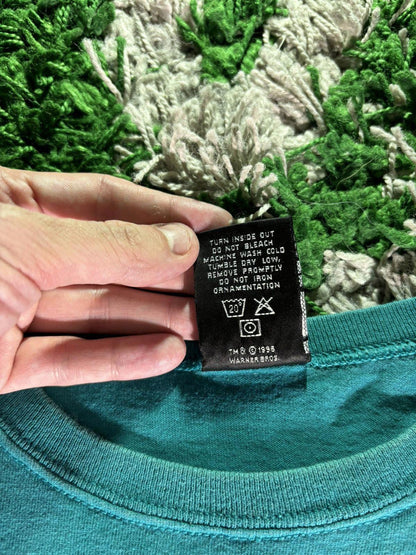 TURN INSIDE OUT
DO NOT BLEACH
MACHINE WASH COLD
TUMBLE DRY LOW,
REMOVE PROMPTLY
DO NOT IRON
ORNAMENTATION
20°
TM & © 1998
WARNER BROS.